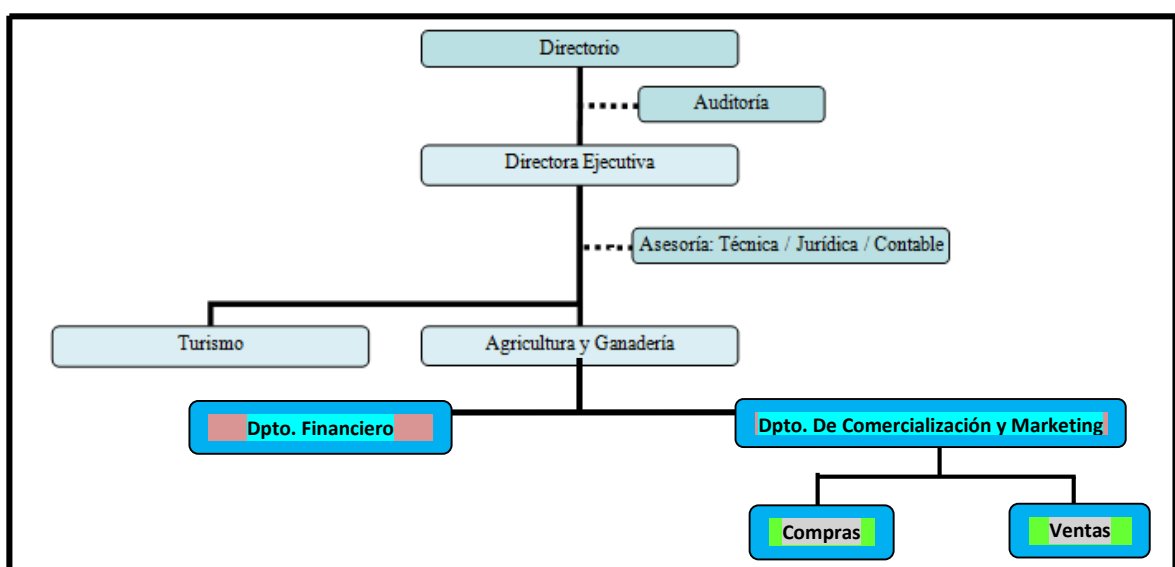 Directorio
Auditoría
Directora Ejecutiva
Asesoría: Técnica / Jurídica / Contable
Turismo
Agricultura y Ganadería
Dpto. Financiero
Dpto. De Comercialización y Marketing
Compras
Ventas